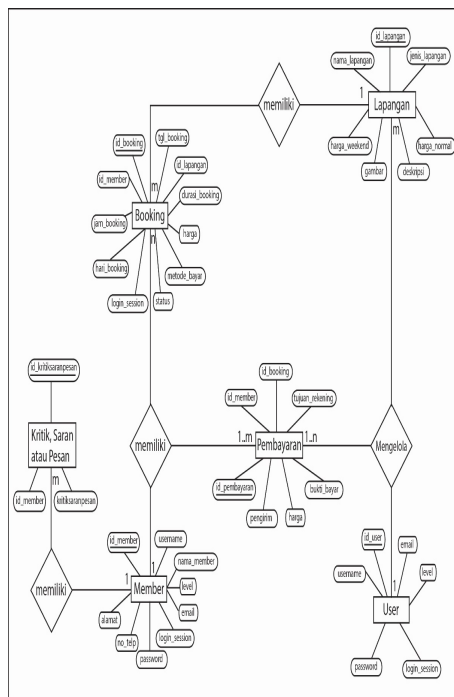 id_lapangan
nama_lapangan
jenis_lapangan
memiliki
1
Lapangan
m
harga_weekend
harga_normal
gambar
deskripsi
tgl_booking
id_booking
id_lapangan
id_member
m
durasi_booking
Booking
jam_booking
n
harga
hari_booking
metode_bayar
login_session
status
id_kritiksaranpesan
Kritik, Saran
atau Pesan
m
id_member
kritiksaranpesan
memiliki
id_booking
id_member
tujuan_rekening
1..m
Pembayaran
1..n
Mengelola
id_pembayaran
bukti_bayar
pengirim
harga
memiliki
id_member
username
nama_member
1
1
Member
level
alamat
email
no_telp
login_session
password
id_user
email
username
level
1
User
password
login_session